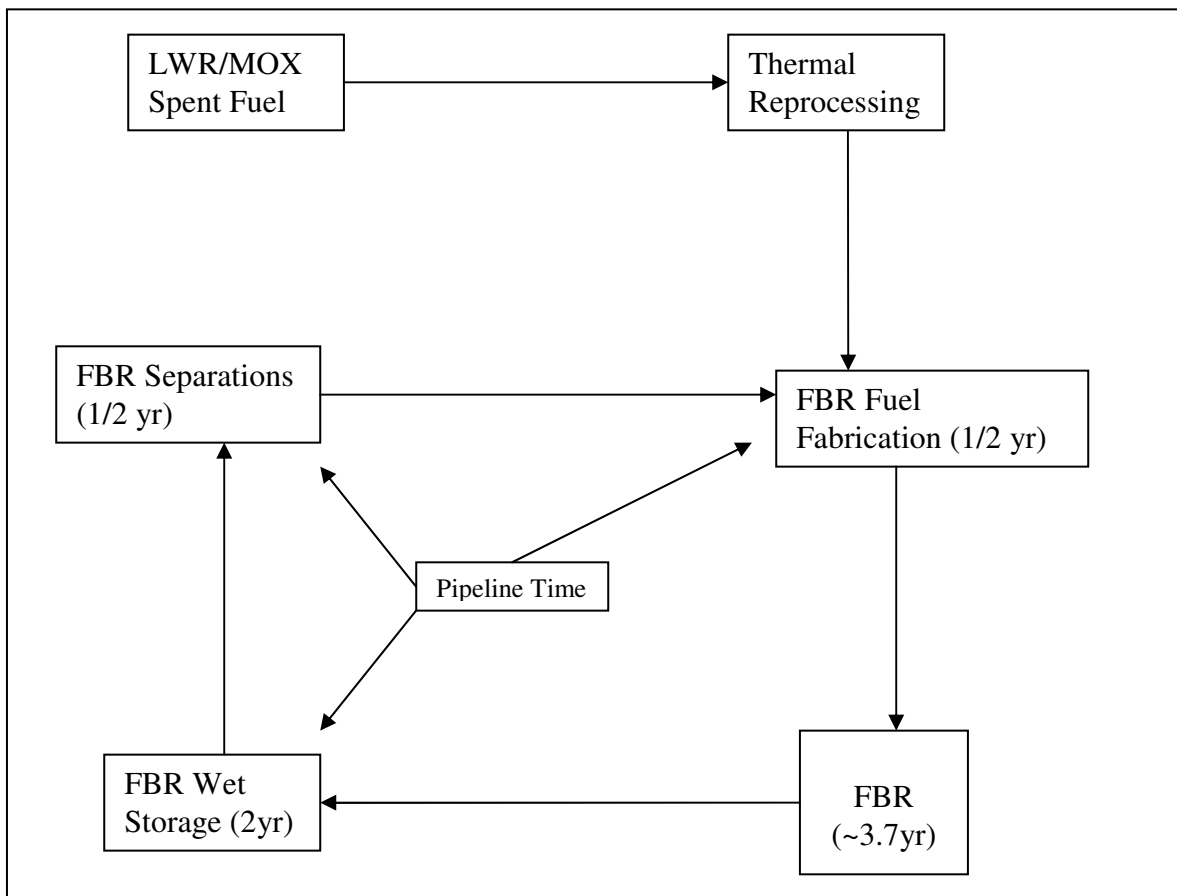 LWR/MOX
Spent Fuel
Thermal
Reprocessing
FBR Separations
(1/2 yr)
FBR Fuel
Fabrication (1/2 yr)
Pipeline Time
FBR Wet
Storage (2yr)
FBR
(~3.7yr)